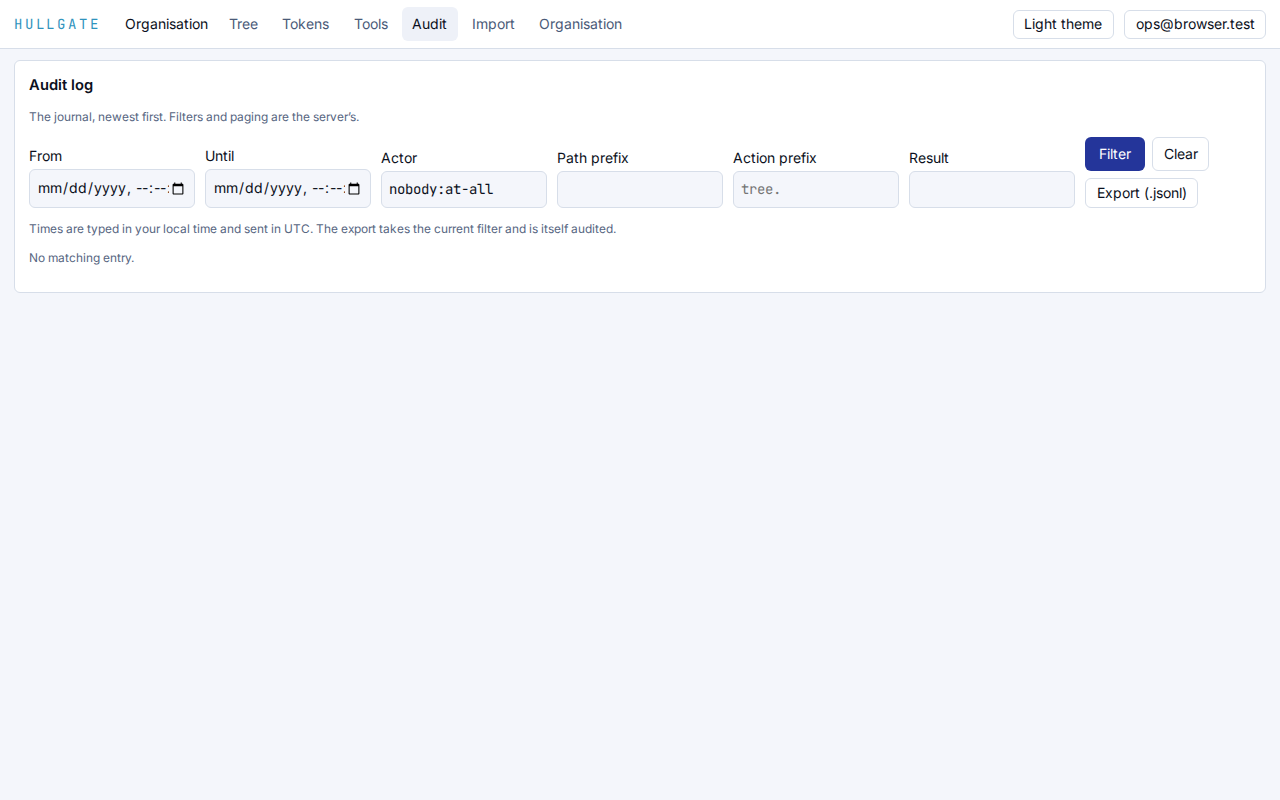 HULLGATE Organisation Tree Tokens Tools Audit Import Organisation Light theme ops@browser.test
Audit log
The journal, newest first. Filters and paging are the server’s.
From Until Actor Path prefix Action prefix Result Filter Clear
mm/dd/yyyy, --:--: mm/dd/yyyy, --:--: nobody:at-all tree. Export (.jsonl)
Times are typed in your local time and sent in UTC. The export takes the current filter and is itself audited.
No matching entry.